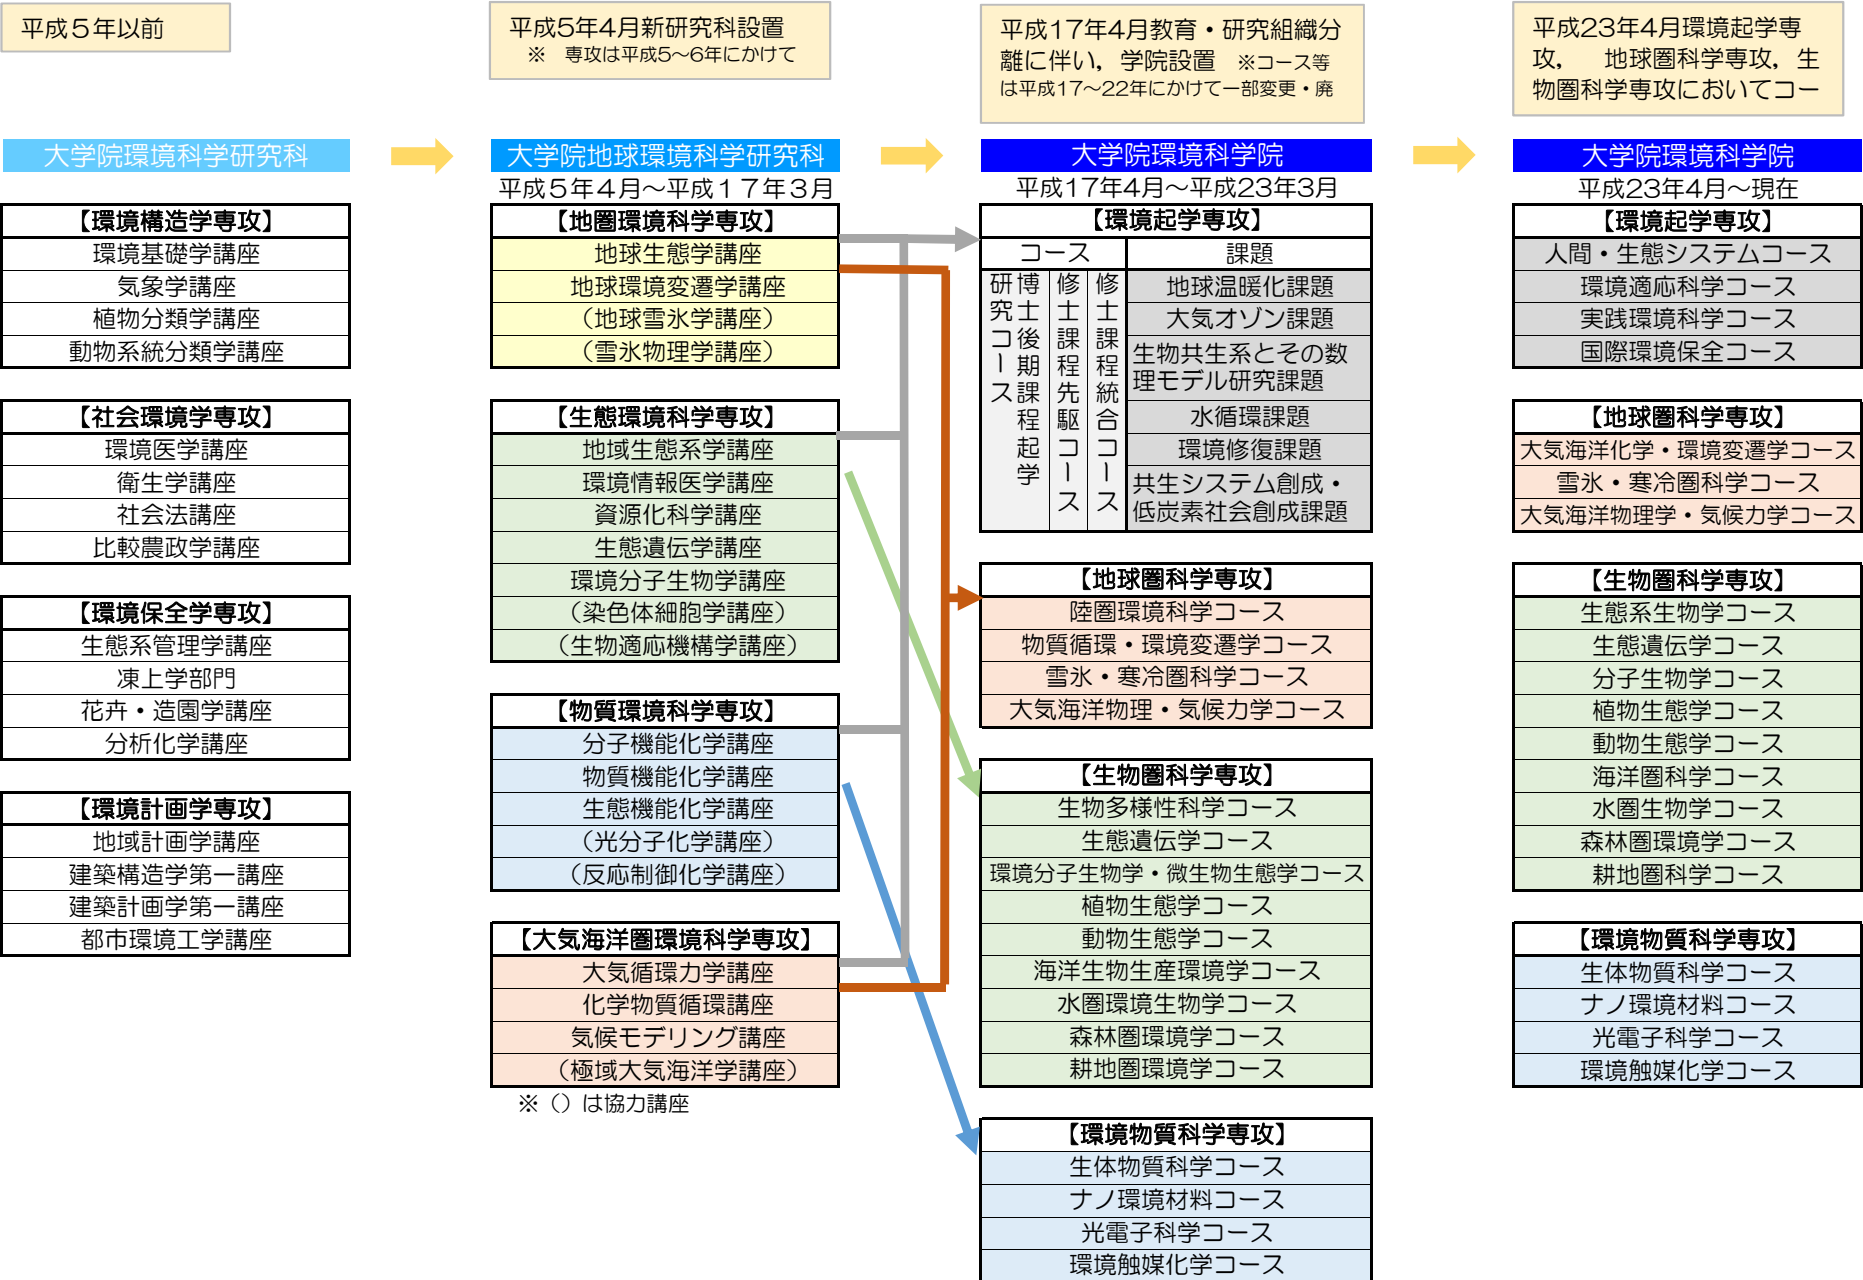 平成５年以前
大学院環境科学研究科
【環境構造学専攻】
環境基礎学講座
気象学講座
植物分類学講座
動物系統分類学講座
【社会環境学専攻】
環境医学講座
衛生学講座
社会法講座
比較農政学講座
【環境保全学専攻】
生態系管理学講座
凍上学部門
花卉・造園学講座
分析化学講座
【環境計画学専攻】
地域計画学講座
建築構造学第一講座
建築計画学第一講座
都市環境工学講座
平成5年4月新研究科設置
※　専攻は平成5～6年にかけて
大学院地球環境科学研究科
平成５年４月～平成１７年３月
【地圏環境科学専攻】
地球生態学講座
地球環境変遷学講座
（地球雪氷学講座）
（雪氷物理学講座）
【生態環境科学専攻】
地域生態系学講座
環境情報医学講座
資源化科学講座
生態遺伝学講座
環境分子生物学講座
（染色体細胞学講座）
（生物適応機構学講座）
【物質環境科学専攻】
分子機能化学講座
物質機能化学講座
生態機能化学講座
（光分子化学講座）
（反応制御化学講座）
【大気海洋圏環境科学専攻】
大気循環力学講座
化学物質循環講座
気候モデリング講座
（極域大気海洋学講座）
※（）は協力講座
平成17年4月教育・研究組織分
離に伴い，学院設置　※コース等
は平成17～22年にかけて一部変更・廃
大学院環境科学院
平成17年4月～平成23年3月
【環境起学専攻】
コース
課題
博士後期課程起学
研究コース
修士課程先駆コース
修士課程統合コース
地球温暖化課題
大気オゾン課題
生物共生系とその数
理モデル研究課題
水循環課題
環境修復課題
共生システム創成・
低炭素社会創成課題
【地球圏科学専攻】
陸圏環境科学コース
物質循環・環境変遷学コース
雪氷・寒冷圏科学コース
大気海洋物理・気候力学コース
【生物圏科学専攻】
生物多様性科学コース
生態遺伝学コース
環境分子生物学・微生物生態学コース
植物生態学コース
動物生態学コース
海洋生物生産環境学コース
水圏環境生物学コース
森林圏環境学コース
耕地圏環境学コース
【環境物質科学専攻】
生体物質科学コース
ナノ環境材料コース
光電子科学コース
環境触媒化学コース
平成23年4月環境起学専
攻，　地球圏科学専攻，生
物圏科学専攻においてコー
大学院環境科学院
平成23年4月～現在
【環境起学専攻】
人間・生態システムコース
環境適応科学コース
実践環境科学コース
国際環境保全コース
【地球圏科学専攻】
大気海洋化学・環境変遷学コース
雪氷・寒冷圏科学コース
大気海洋物理学・気候力学コース
【生物圏科学専攻】
生態系生物学コース
生態遺伝学コース
分子生物学コース
植物生態学コース
動物生態学コース
海洋圏科学コース
水圏生物学コース
森林圏環境学コース
耕地圏科学コース
【環境物質科学専攻】
生体物質科学コース
ナノ環境材料コース
光電子科学コース
環境触媒化学コース